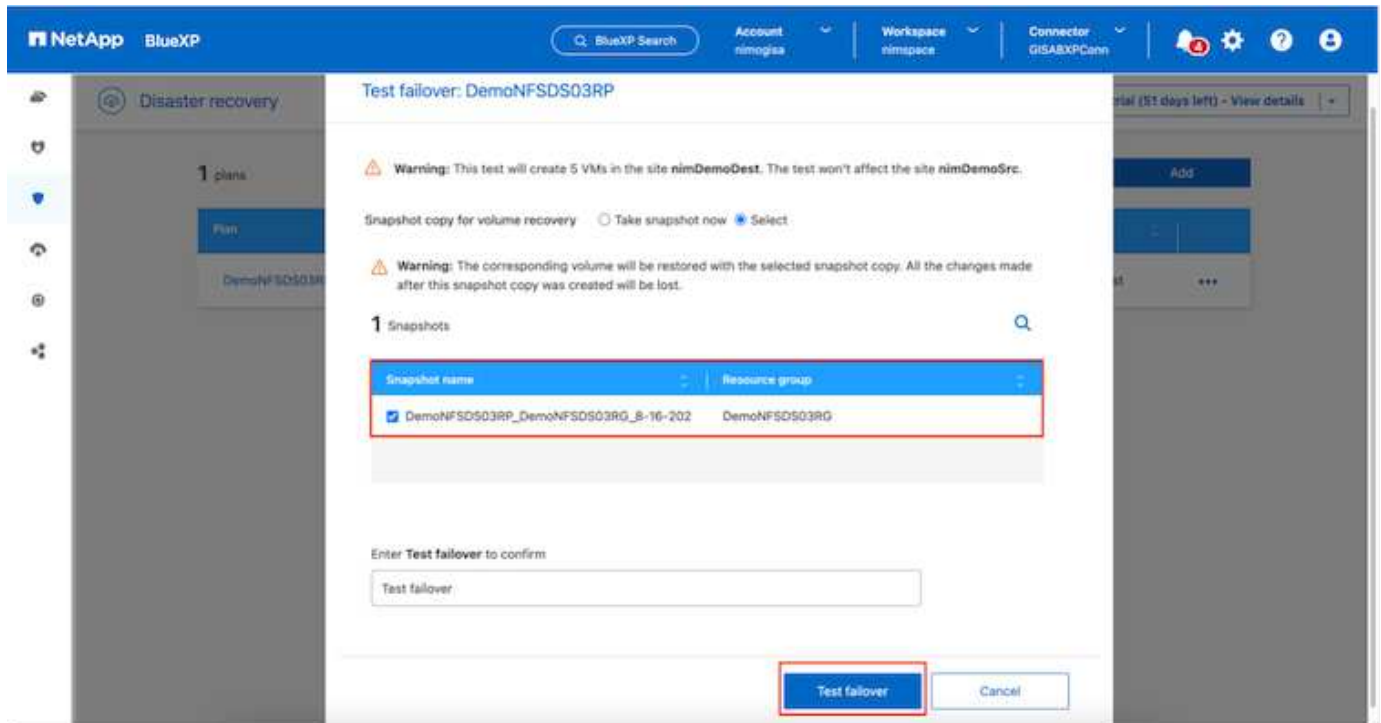 NetApp BlueXP
BlueXP Search
Account
nimogisa
Workspace
nimspace
Connector
GISABXPConn
4
Disaster recovery
rial (51 days left) - View details
1 plans
Add
Plan
DemoNFSDS03R
st
Test failover: DemoNFSDS03RP
Warning: This test will create 5 VMs in the site nimDemoDest. The test won't affect the site nimDemoSrc.
Snapshot copy for volume recovery Take snapshot now Select
Warning: The corresponding volume will be restored with the selected snapshot copy. All the changes made
after this snapshot copy was created will be lost.
1 Snapshots
Snapshot name Resource group
DemoNFSDS03RP_DemoNFSDS03RG_8-16-202 DemoNFSDS03RG
Enter Test failover to confirm
Test failover
Test failover Cancel